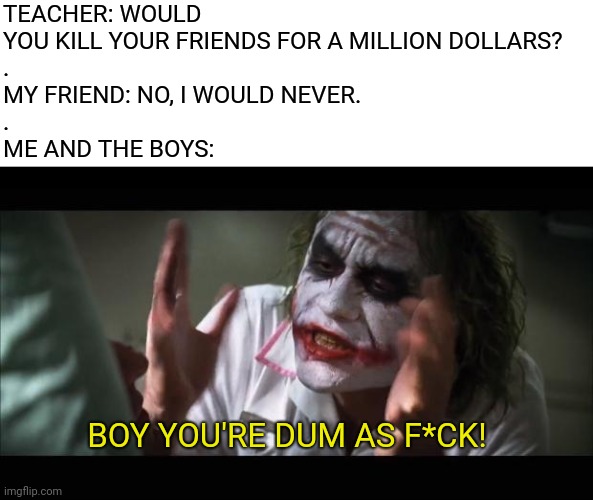 TEACHER: WOULD
YOU KILL YOUR FRIENDS FOR A MILLION DOLLARS?
.
MY FRIEND: NO, I WOULD NEVER.
.
ME AND THE BOYS:
BOY YOU'RE DUM AS F*CK!
imgflip.com